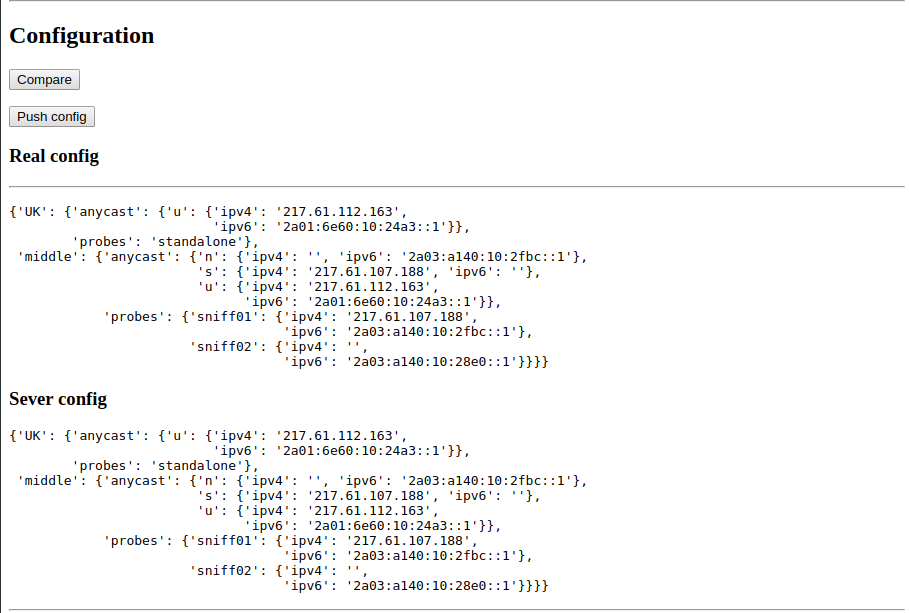 Configuration
Compare
Push config
Real config
{'UK': {'anycast': {'u': {'ipv4': '217.61.112.163',
                          'ipv6': '2a01:6e60:10:24a3::1'}},
        'probes': 'standalone'},
 'middle': {'anycast': {'n': {'ipv4': '', 'ipv6': '2a03:a140:10:2fbc::1'},
                        's': {'ipv4': '217.61.107.188', 'ipv6': ''},
                        'u': {'ipv4': '217.61.112.163',
                              'ipv6': '2a01:6e60:10:24a3::1'}},
            'probes': {'sniff01': {'ipv4': '217.61.107.188',
                                   'ipv6': '2a03:a140:10:2fbc::1'},
                       'sniff02': {'ipv4': '',
                                   'ipv6': '2a03:a140:10:28e0::1'}}}}
Sever config
{'UK': {'anycast': {'u': {'ipv4': '217.61.112.163',
                          'ipv6': '2a01:6e60:10:24a3::1'}},
        'probes': 'standalone'},
 'middle': {'anycast': {'n': {'ipv4': '', 'ipv6': '2a03:a140:10:2fbc::1'},
                        's': {'ipv4': '217.61.107.188', 'ipv6': ''},
                        'u': {'ipv4': '217.61.112.163',
                              'ipv6': '2a01:6e60:10:24a3::1'}},
            'probes': {'sniff01': {'ipv4': '217.61.107.188',
                                   'ipv6': '2a03:a140:10:2fbc::1'},
                       'sniff02': {'ipv4': '',
                                   'ipv6': '2a03:a140:10:28e0::1'}}}}